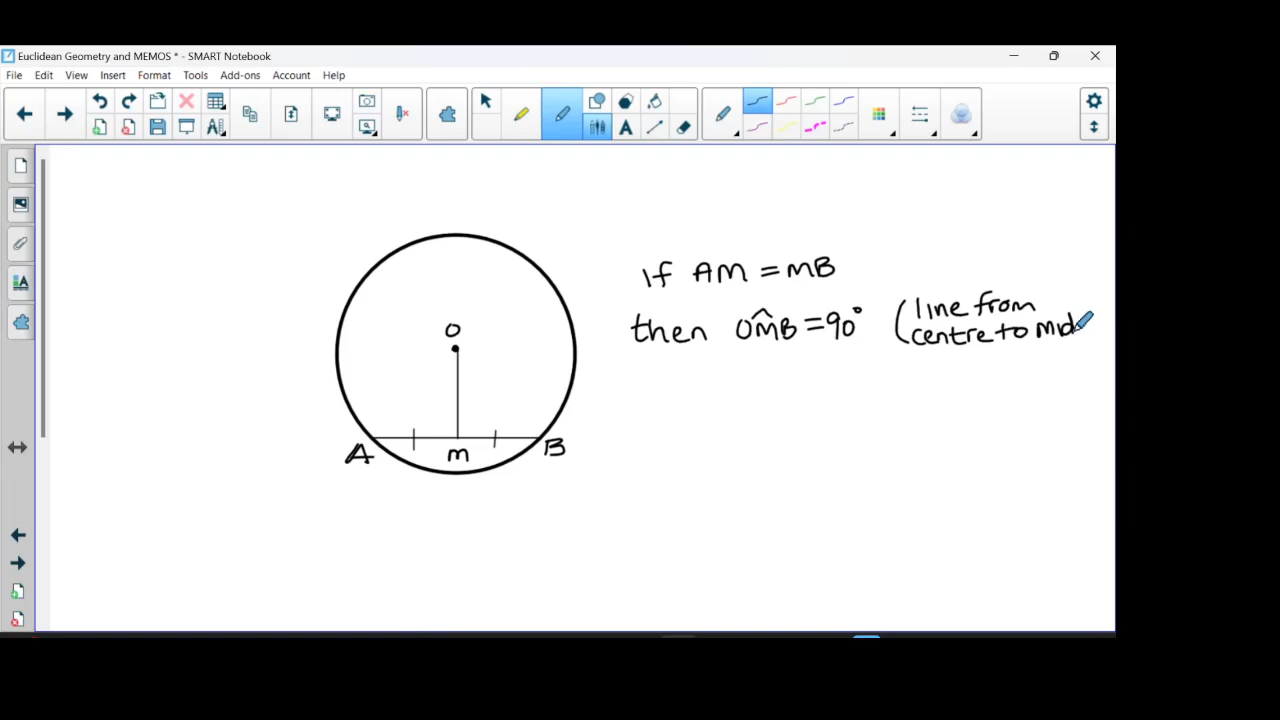 Euclidean Geometry and MEMOS * - SMART Notebook
File Edit View Insert Format Tools Add-ons Account Help
If AM = MB
then OM̂B = 90° (line from
centre to mid
O
A M B